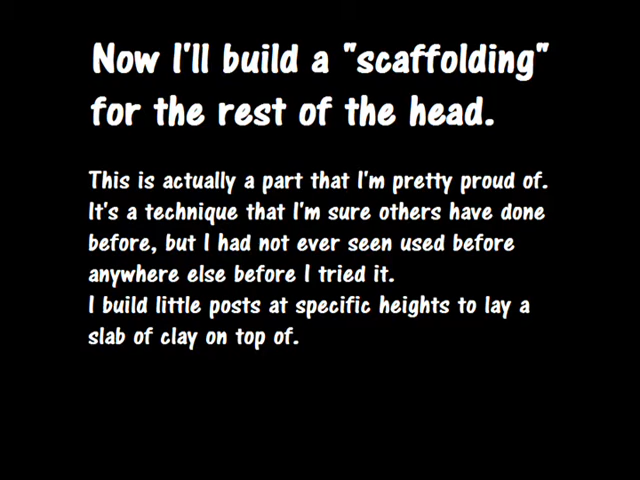 Now I'll build a "scaffolding"
for the rest of the head.
This is actually a part that I'm pretty proud of.
It's a technique that I'm sure others have done
before, but I had not ever seen used before
anywhere else before I tried it.
I build little posts at specific heights to lay a
slab of clay on top of.